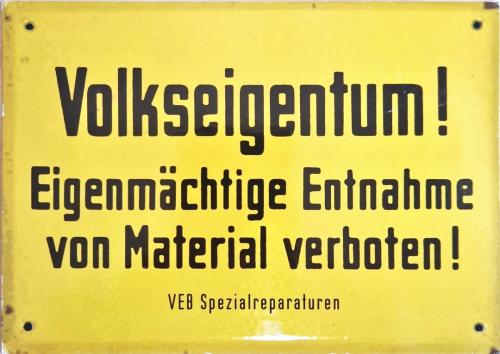 Volkseigentum!
Eigenmächtige Entnahme
von Material verboten!
VEB Spezialreparaturen